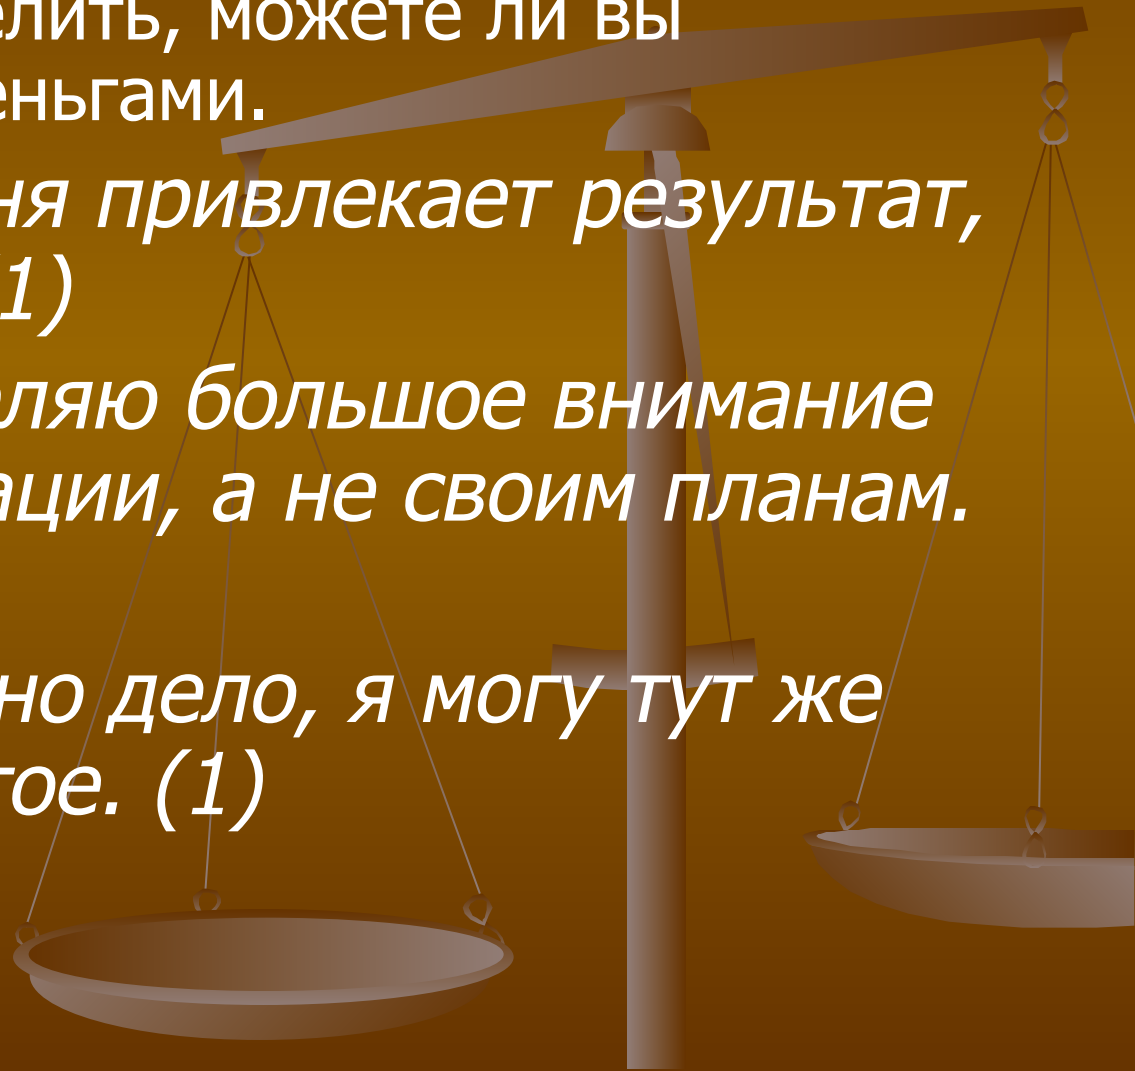 елить, можете ли вы
еньгами.
ня привлекает результат,
1)
еляю большое внимание
ации, а не своим планам.
но дело, я могу тут же
гое. (1)